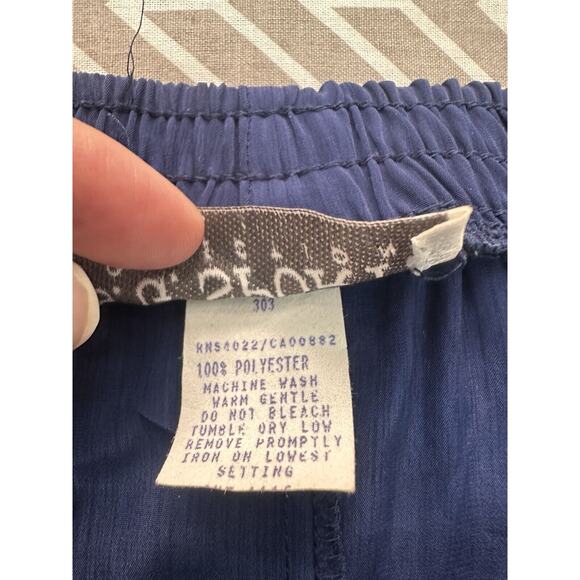 303
RN54022/CA00882
100% POLYESTER
MACHINE WASH
WARM GENTLE
DO NOT BLEACH
TUMBLE DRY LOW
REMOVE PROMPTLY
IRON ON LOWEST
SETTING